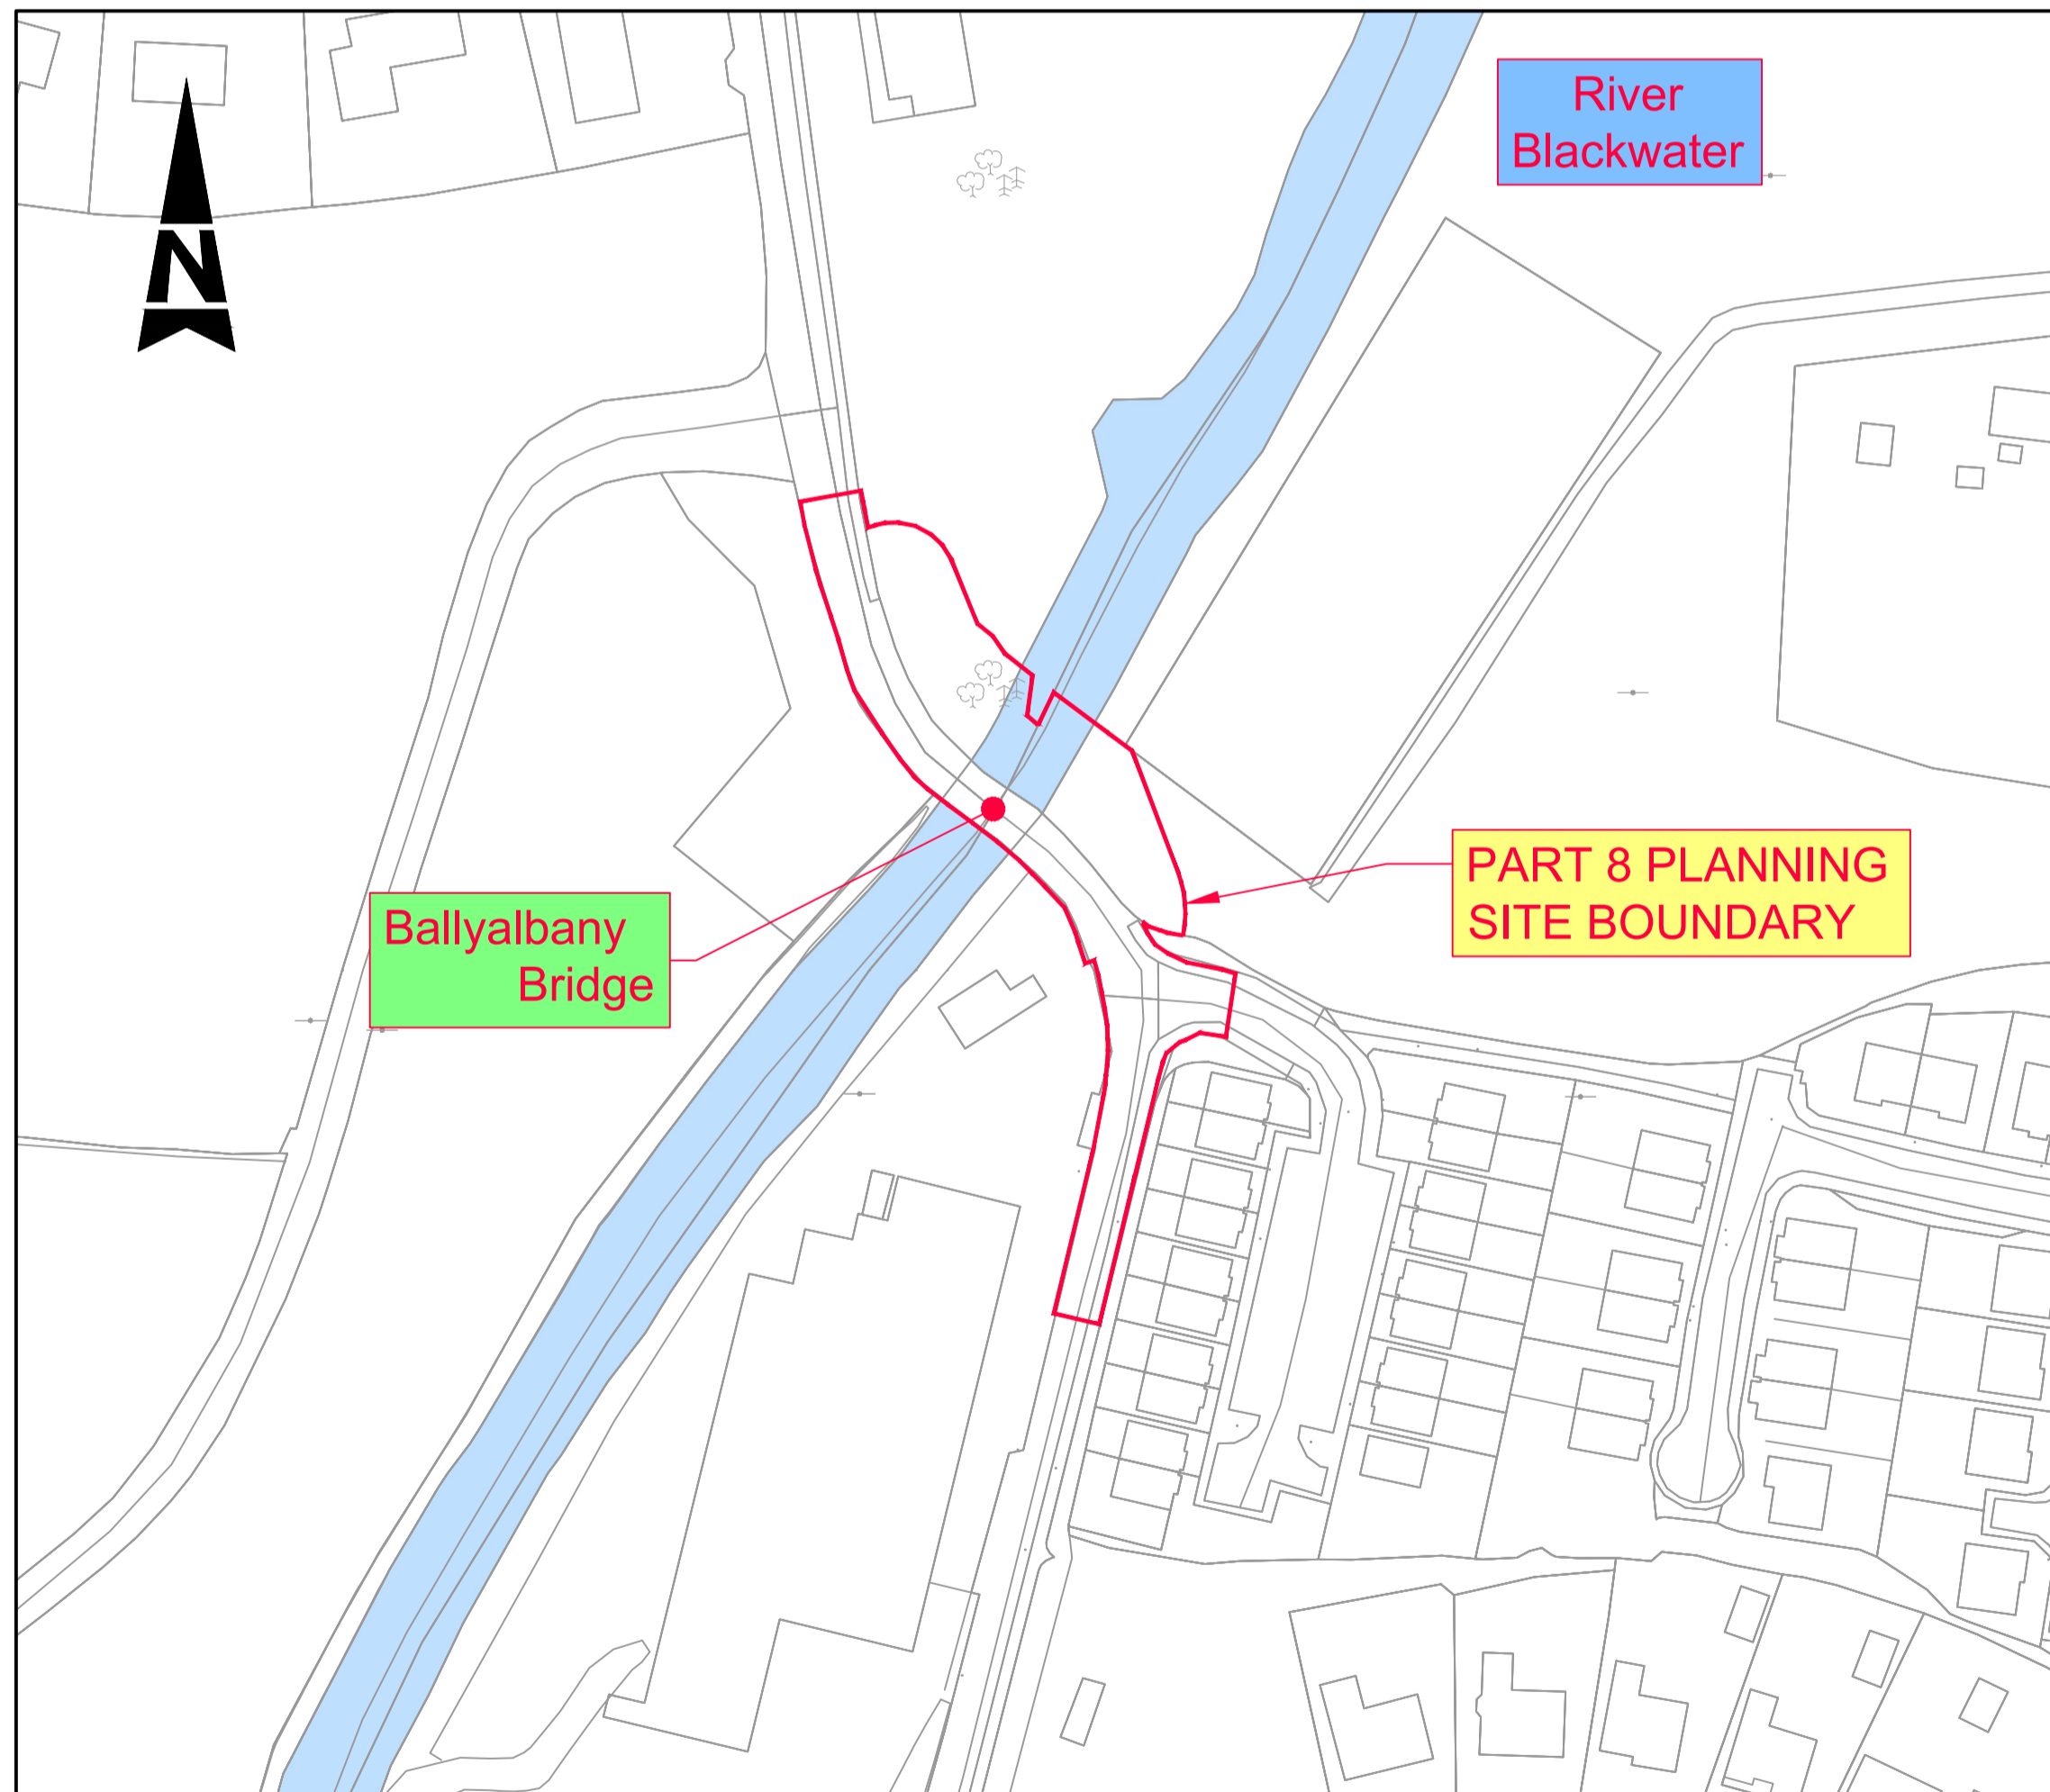 River
Blackwater
N
PART 8 PLANNING
SITE BOUNDARY
Ballyalbany
Bridge